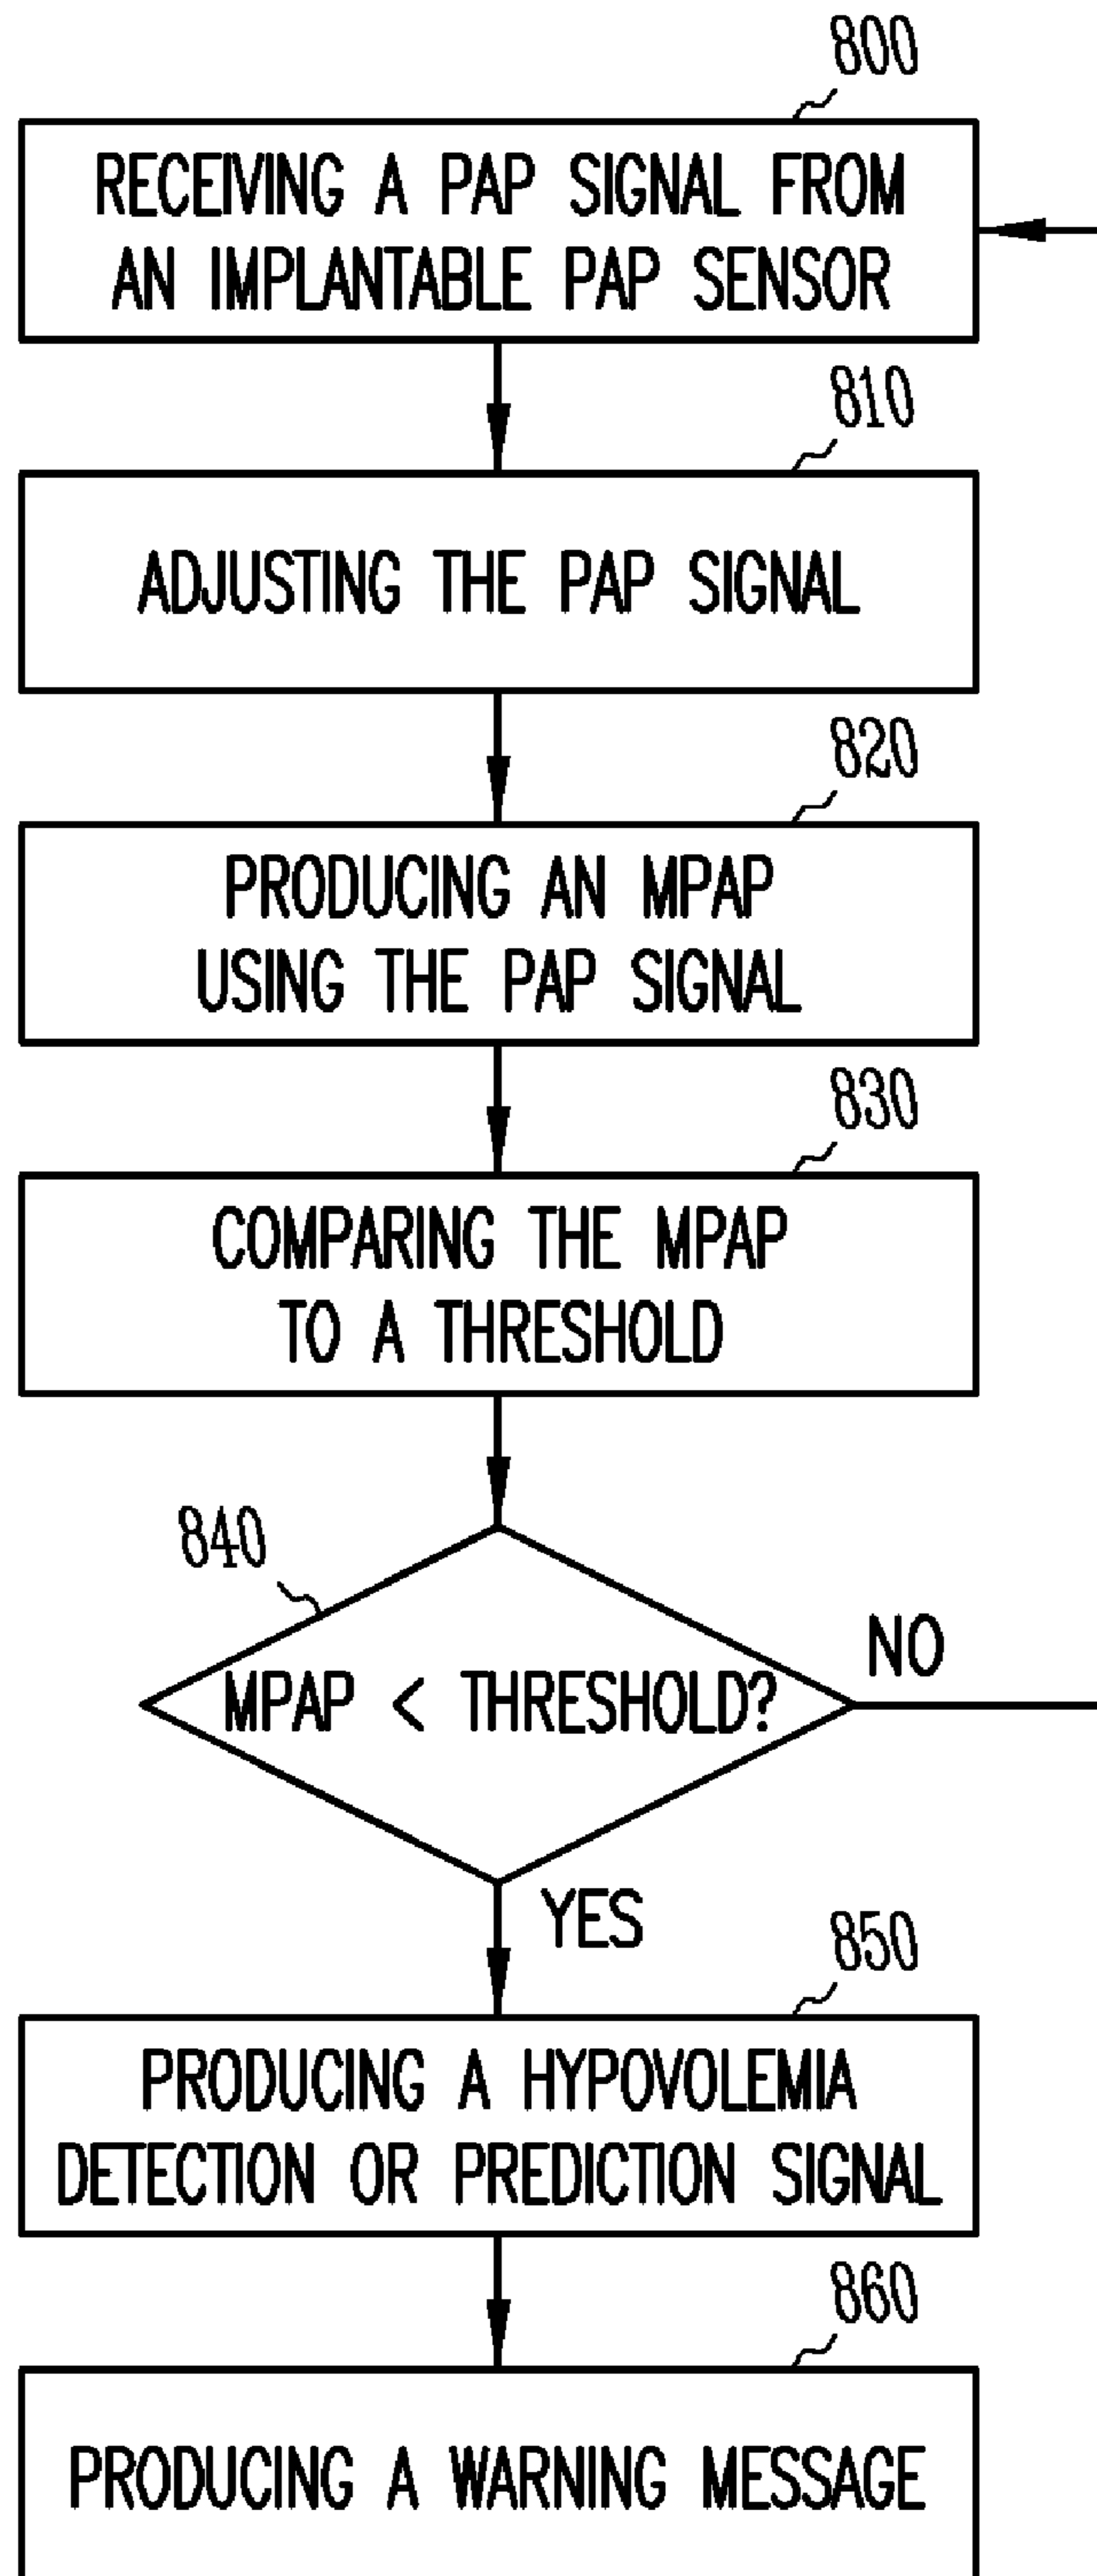 800
RECEIVING A PAP SIGNAL FROM
AN IMPLANTABLE PAP SENSOR
810
ADJUSTING THE PAP SIGNAL
820
PRODUCING AN MPAP
USING THE PAP SIGNAL
830
COMPARING THE MPAP
TO A THRESHOLD
840
MPAP < THRESHOLD?
NO
YES
850
PRODUCING A HYPOVOLEMIA
DETECTION OR PREDICTION SIGNAL
860
PRODUCING A WARNING MESSAGE